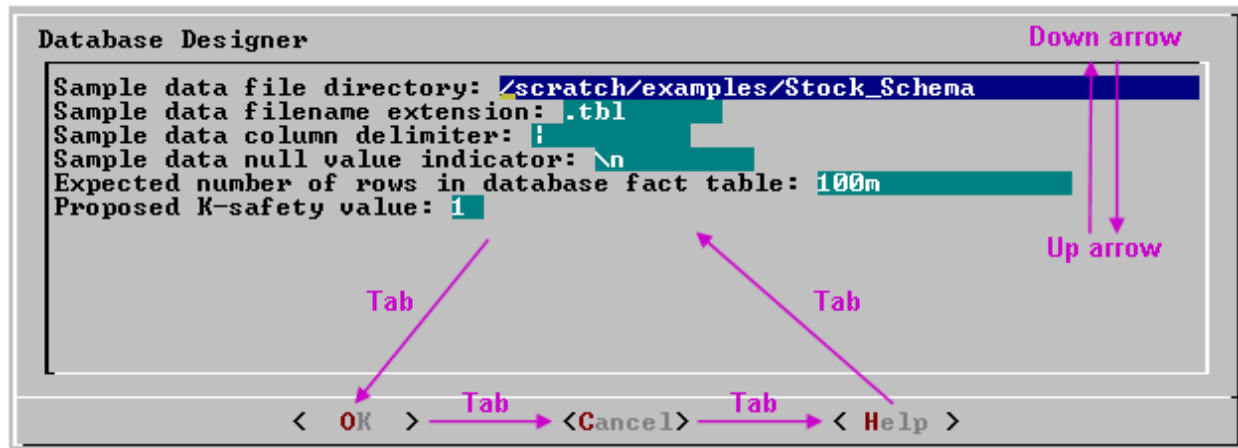 Database Designer
Down arrow
Sample data file directory: /scratch/examples/Stock_Schema
Sample data filename extension: .tbl
Sample data column delimiter: |
Sample data null value indicator: \n
Expected number of rows in database fact table: 100m
Proposed K-safety value: 1
Up arrow
Tab
Tab
Tab
Tab
< OK > <Cancel> < Help >